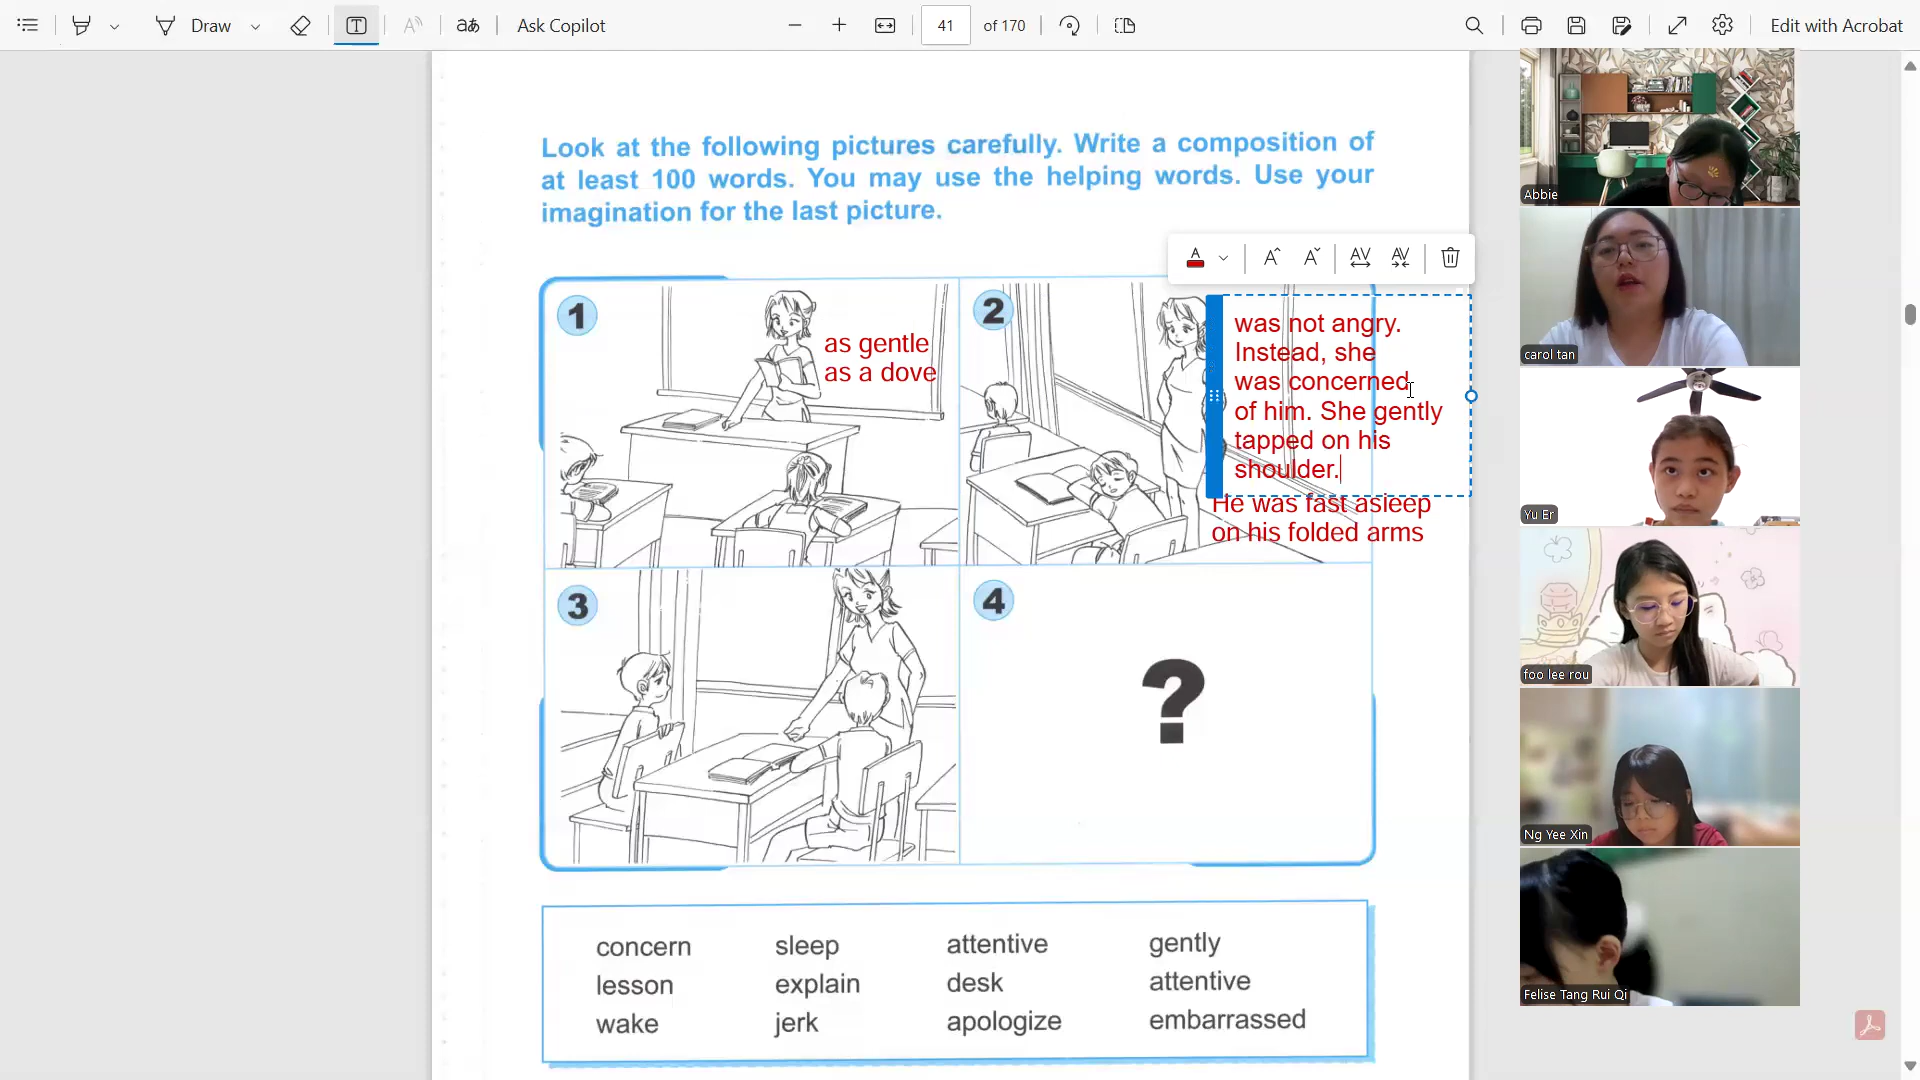 Draw
Ask Copilot
41
of 170
Edit with Acrobat
Look at the following pictures carefully. Write a composition of
at least 100 words. You may use the helping words. Use your
imagination for the last picture.
1
as gentle
as a dove
2
was not angry.
Instead, she
was concerned
of him. She gently
tapped on his
shoulder.
He was fast asleep
on his folded arms
3
4
?
concern sleep attentive gently
lesson explain desk attentive
wake jerk apologize embarrassed
Abbie
carol tan
Yu Er
foo lee rou
Ng Yee Xin
Felise Tang Rui Qi